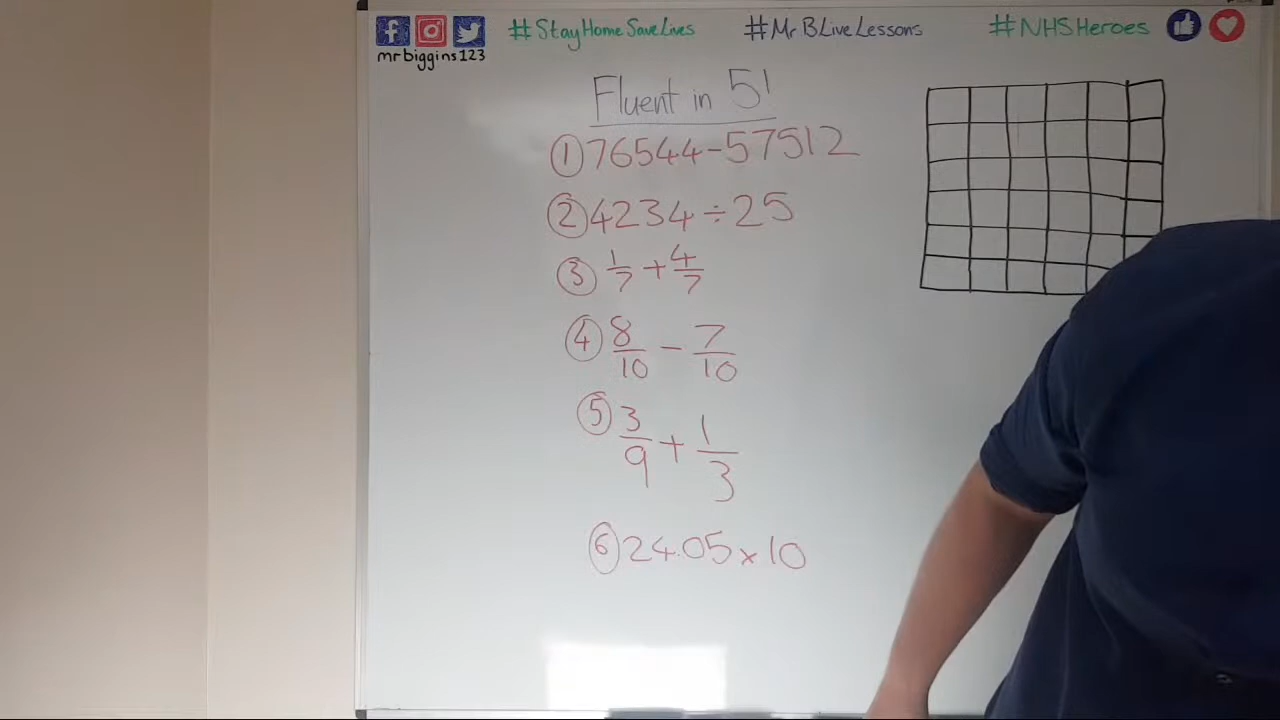 #StayHomeSaveLives #MrBLiveLessons #NHSHeroes
mrbiggins123
Fluent in 5!
① 76544-57512
② 4234÷25
③ 1/7 + 4/7
④ 8/10 - 7/10
⑤ 3/9 + 1/3
⑥ 24.05×10